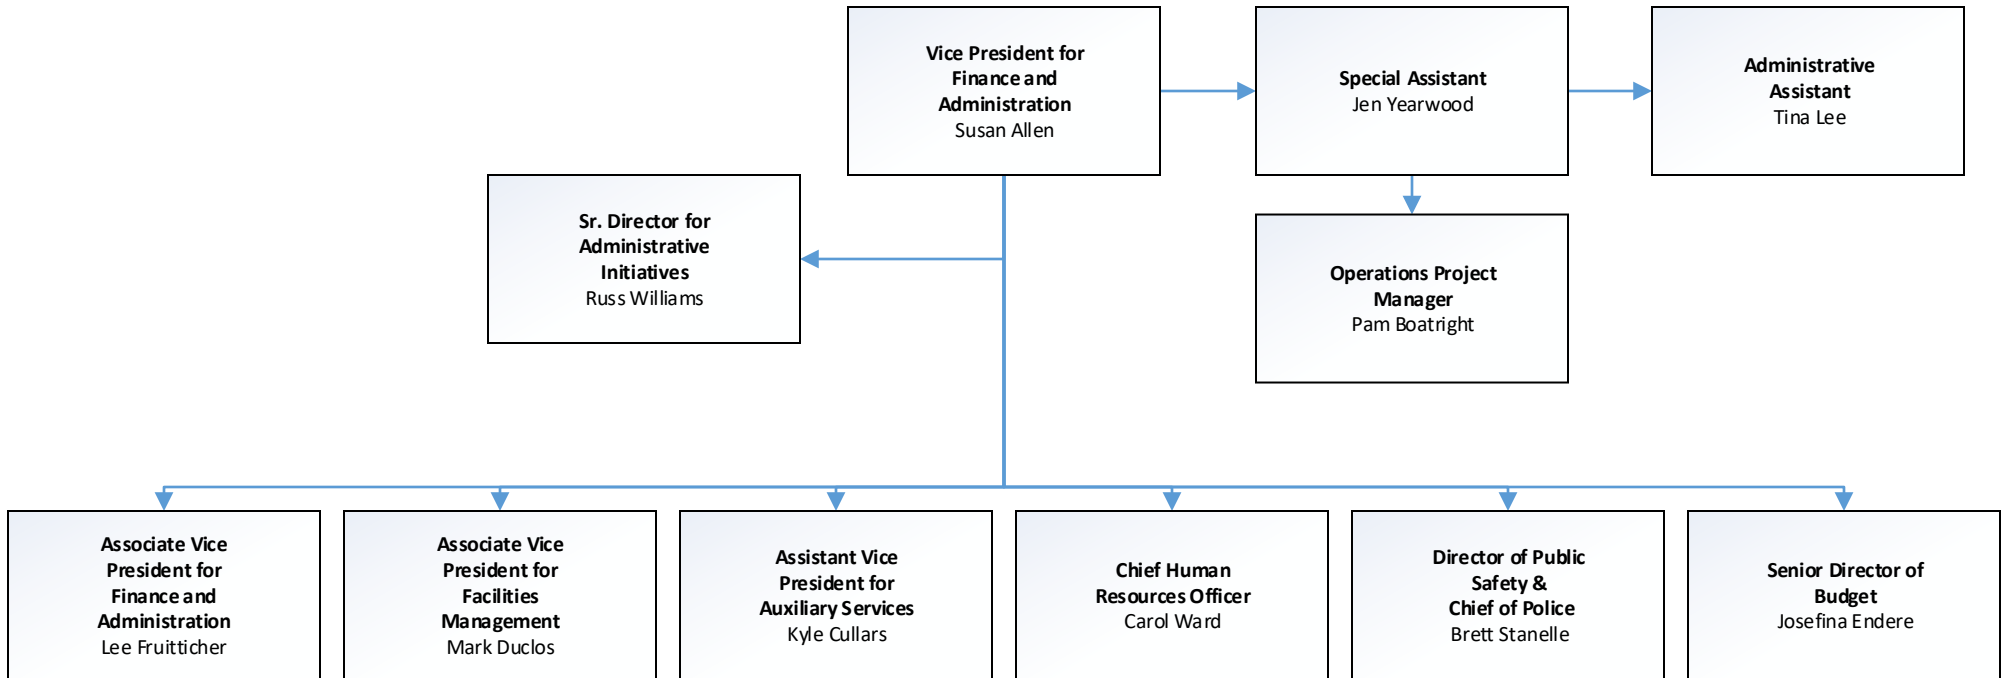 Vice President for
Finance and
Administration
Susan Allen
Special Assistant
Jen Yearwood
Administrative
Assistant
Tina Lee
Sr. Director for
Administrative
Initiatives
Russ Williams
Operations Project
Manager
Pam Boatright
Associate Vice
President for
Finance and
Administration
Lee Fruitticher
Associate Vice
President for
Facilities
Management
Mark Duclos
Assistant Vice
President for
Auxiliary Services
Kyle Cullars
Chief Human
Resources Officer
Carol Ward
Director of Public
Safety &
Chief of Police
Brett Stanelle
Senior Director of
Budget
Josefina Endere